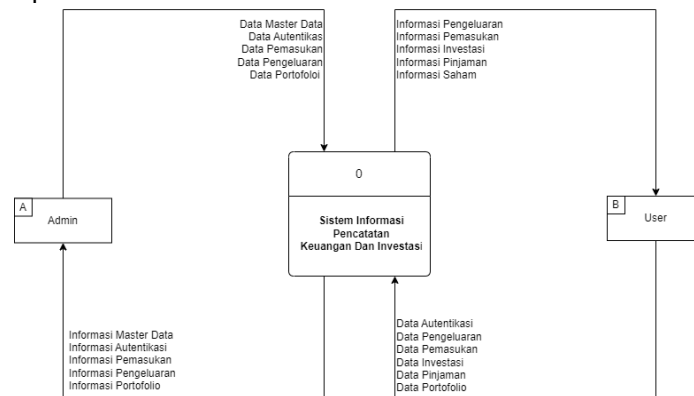 Data Master Data
Data Autentikas
Data Pemasukan
Data Pengeluaran
Data Portofoloi
Informasi Pengeluaran
Informasi Pemasukan
Informasi Investasi
Informasi Pinjaman
Informasi Saham
A
Admin
0
Sistem Informasi
Pencatatan
Keuangan Dan Investasi
B
User
Informasi Master Data
Informasi Autentikasi
Informasi Pemasukan
Informasi Pengeluaran
Informasi Portofolio
Data Autentikasi
Data Pengeluaran
Data Pemasukan
Data Investasi
Data Pinjaman
Data Portofolio